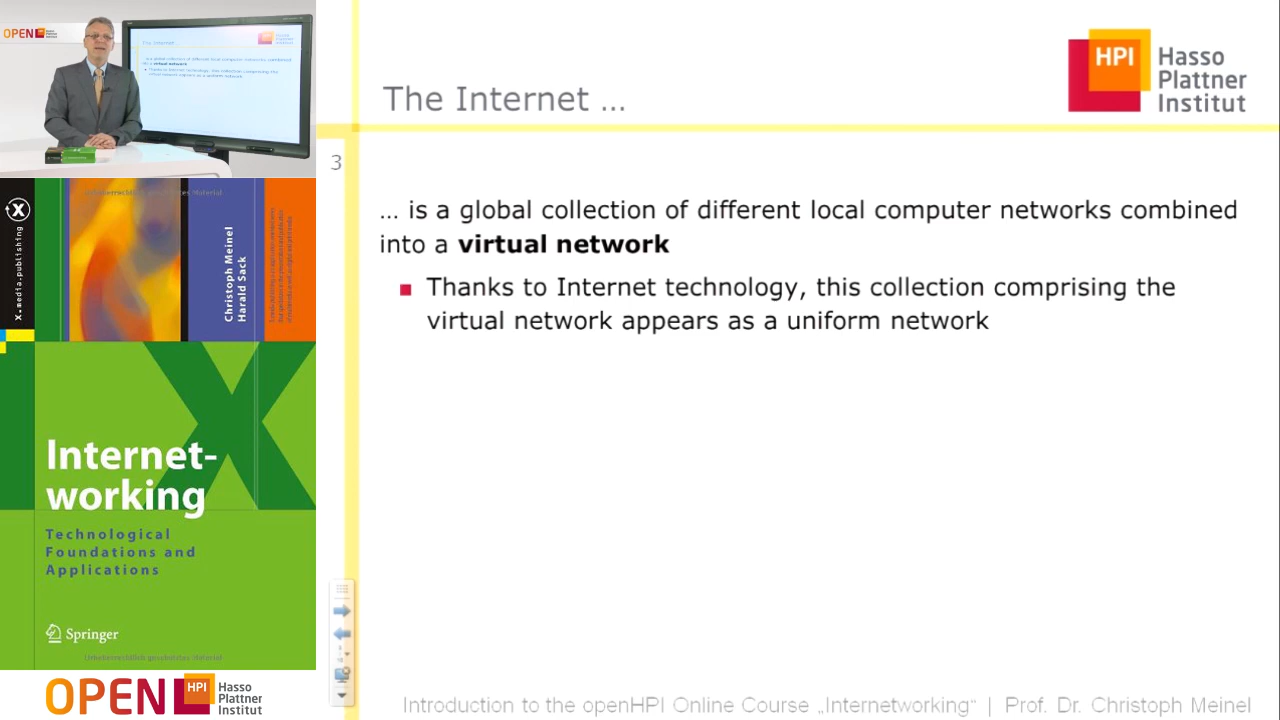 OPEN HPI
The Internet ...
HPI Hasso
Plattner
Institut
3
... is a global collection of different local computer networks combined
into a virtual network
Thanks to Internet technology, this collection comprising the
virtual network appears as a uniform network
x.media.publishing
Christoph Meinel
Harald Sack
X
Internet-
working
Technological
Foundations and
Applications
Springer
OPEN HPI Hasso
Plattner
Institut
Introduction to the openHPI Online Course „Internetworking“ | Prof. Dr. Christoph Meinel